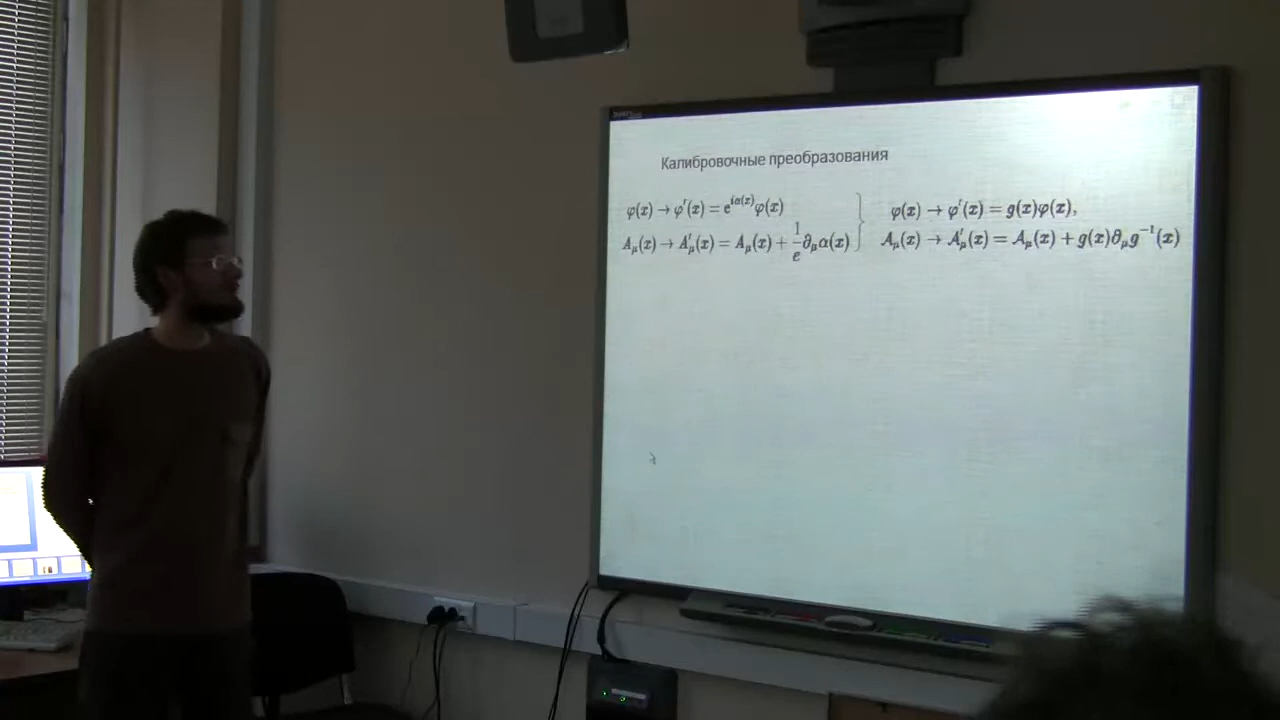 Калибровочные преобразования
φ(x) → φ′(x) = e^{iα(x)}φ(x)
A_μ(x) → A′_μ(x) = A_μ(x) + 1/e ∂_μα(x)
φ(x) → φ′(x) = g(x)φ(x),
A_μ(x) → A′_μ(x) = A_μ(x) + g(x)∂_μg⁻¹(x)